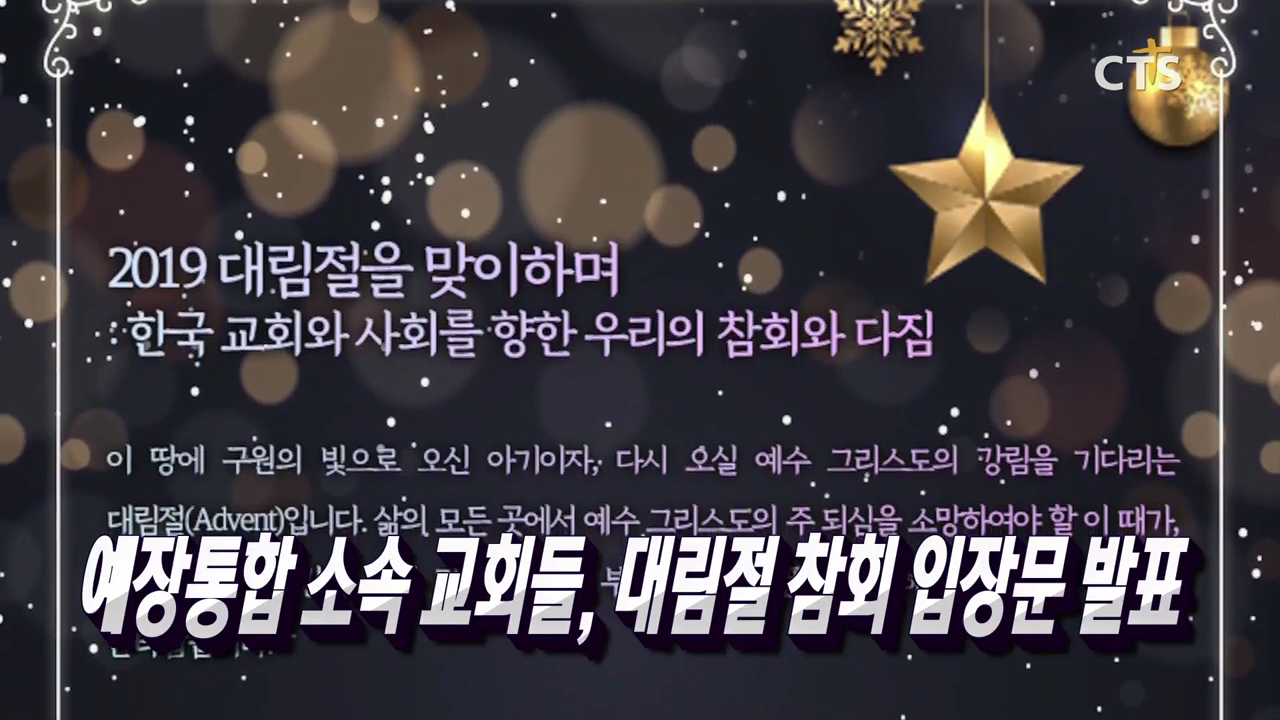 CTS
2019 대림절을 맞이하며
한국 교회와 사회를 향한 우리의 참회와 다짐
이 땅에 구원의 빛으로 오신 아기이자, 다시 오실 예수 그리스도의 강림을 기다리는
대림절(Advent)입니다. 삶의 모든 곳에서 예수 그리스도의 주 되심을 소망하여야 할 이 때가,
예장통합 소속 교회들, 대림절 참회 입장문 발표